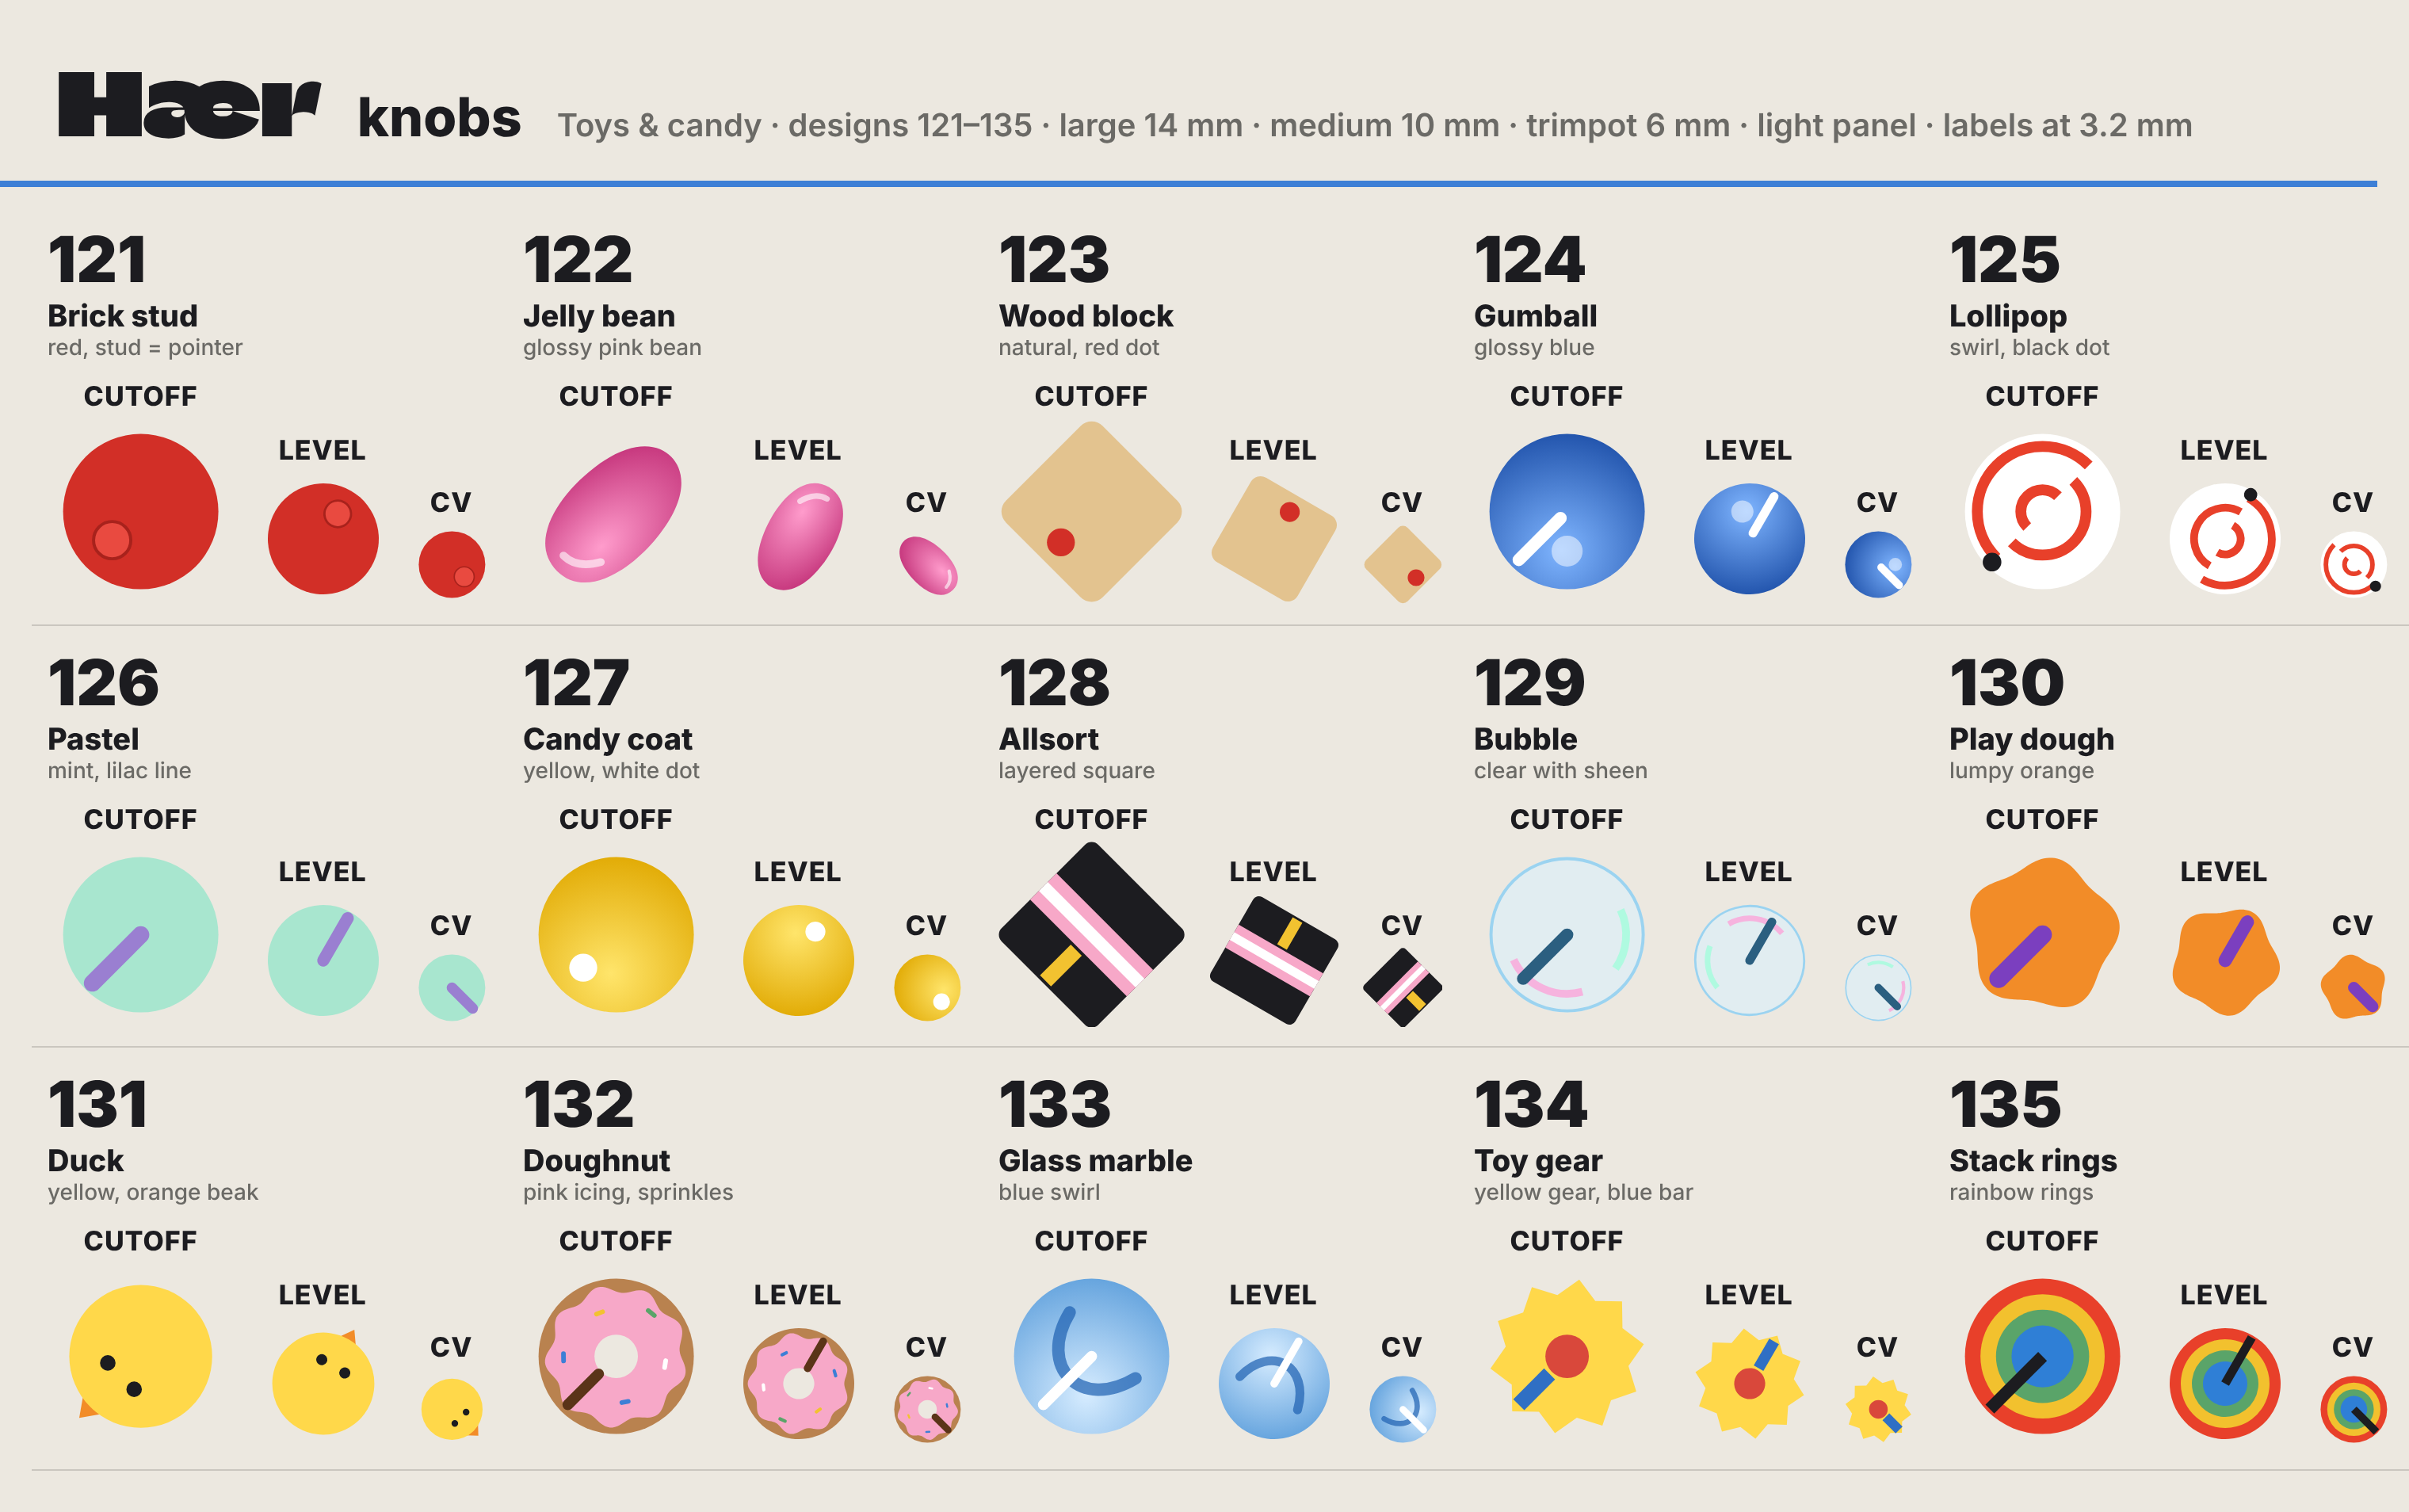 Hær knobs Toys & candy · designs 121–135 · large 14 mm · medium 10 mm · trimpot 6 mm · light panel · labels at 3.2 mm
121
Brick stud
red, stud = pointer
CUTOFF
LEVEL
CV
122
Jelly bean
glossy pink bean
CUTOFF
LEVEL
CV
123
Wood block
natural, red dot
CUTOFF
LEVEL
CV
124
Gumball
glossy blue
CUTOFF
LEVEL
CV
125
Lollipop
swirl, black dot
CUTOFF
LEVEL
CV
126
Pastel
mint, lilac line
CUTOFF
LEVEL
CV
127
Candy coat
yellow, white dot
CUTOFF
LEVEL
CV
128
Allsort
layered square
CUTOFF
LEVEL
CV
129
Bubble
clear with sheen
CUTOFF
LEVEL
CV
130
Play dough
lumpy orange
CUTOFF
LEVEL
CV
131
Duck
yellow, orange beak
CUTOFF
LEVEL
CV
132
Doughnut
pink icing, sprinkles
CUTOFF
LEVEL
CV
133
Glass marble
blue swirl
CUTOFF
LEVEL
CV
134
Toy gear
yellow gear, blue bar
CUTOFF
LEVEL
CV
135
Stack rings
rainbow rings
CUTOFF
LEVEL
CV